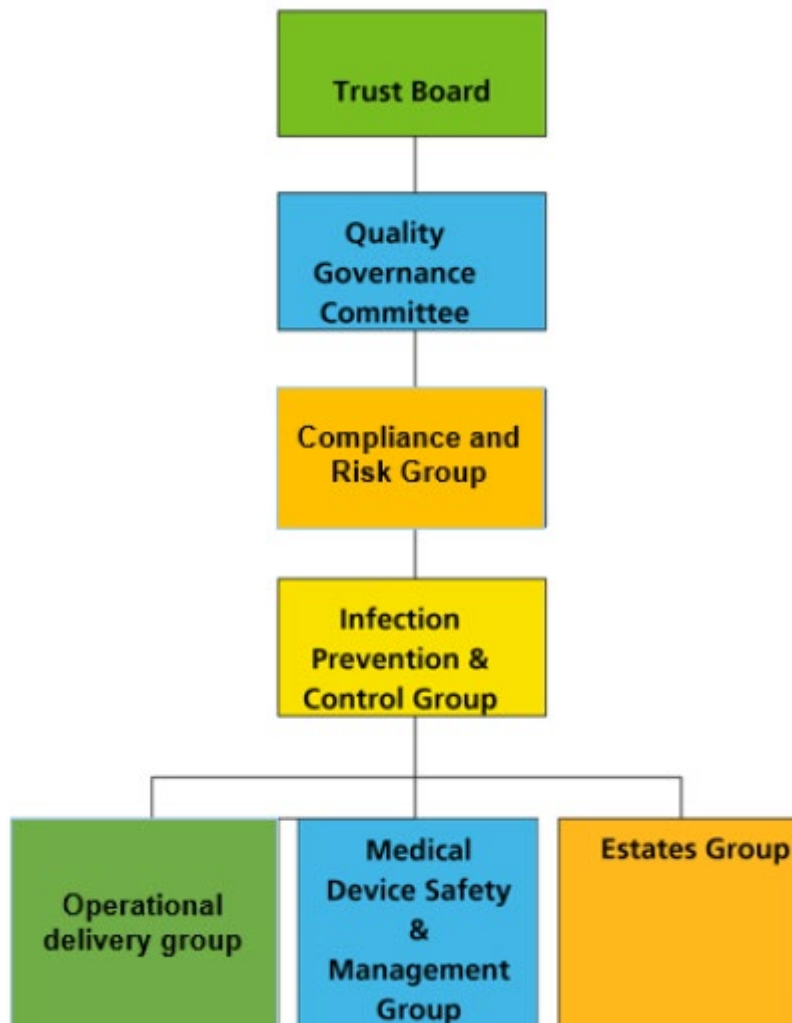 Trust Board
Quality
Governance
Committee
Compliance and
Risk Group
Infection
Prevention &
Control Group
Operational
delivery group
Medical
Device Safety
&
Management
Group
Estates Group